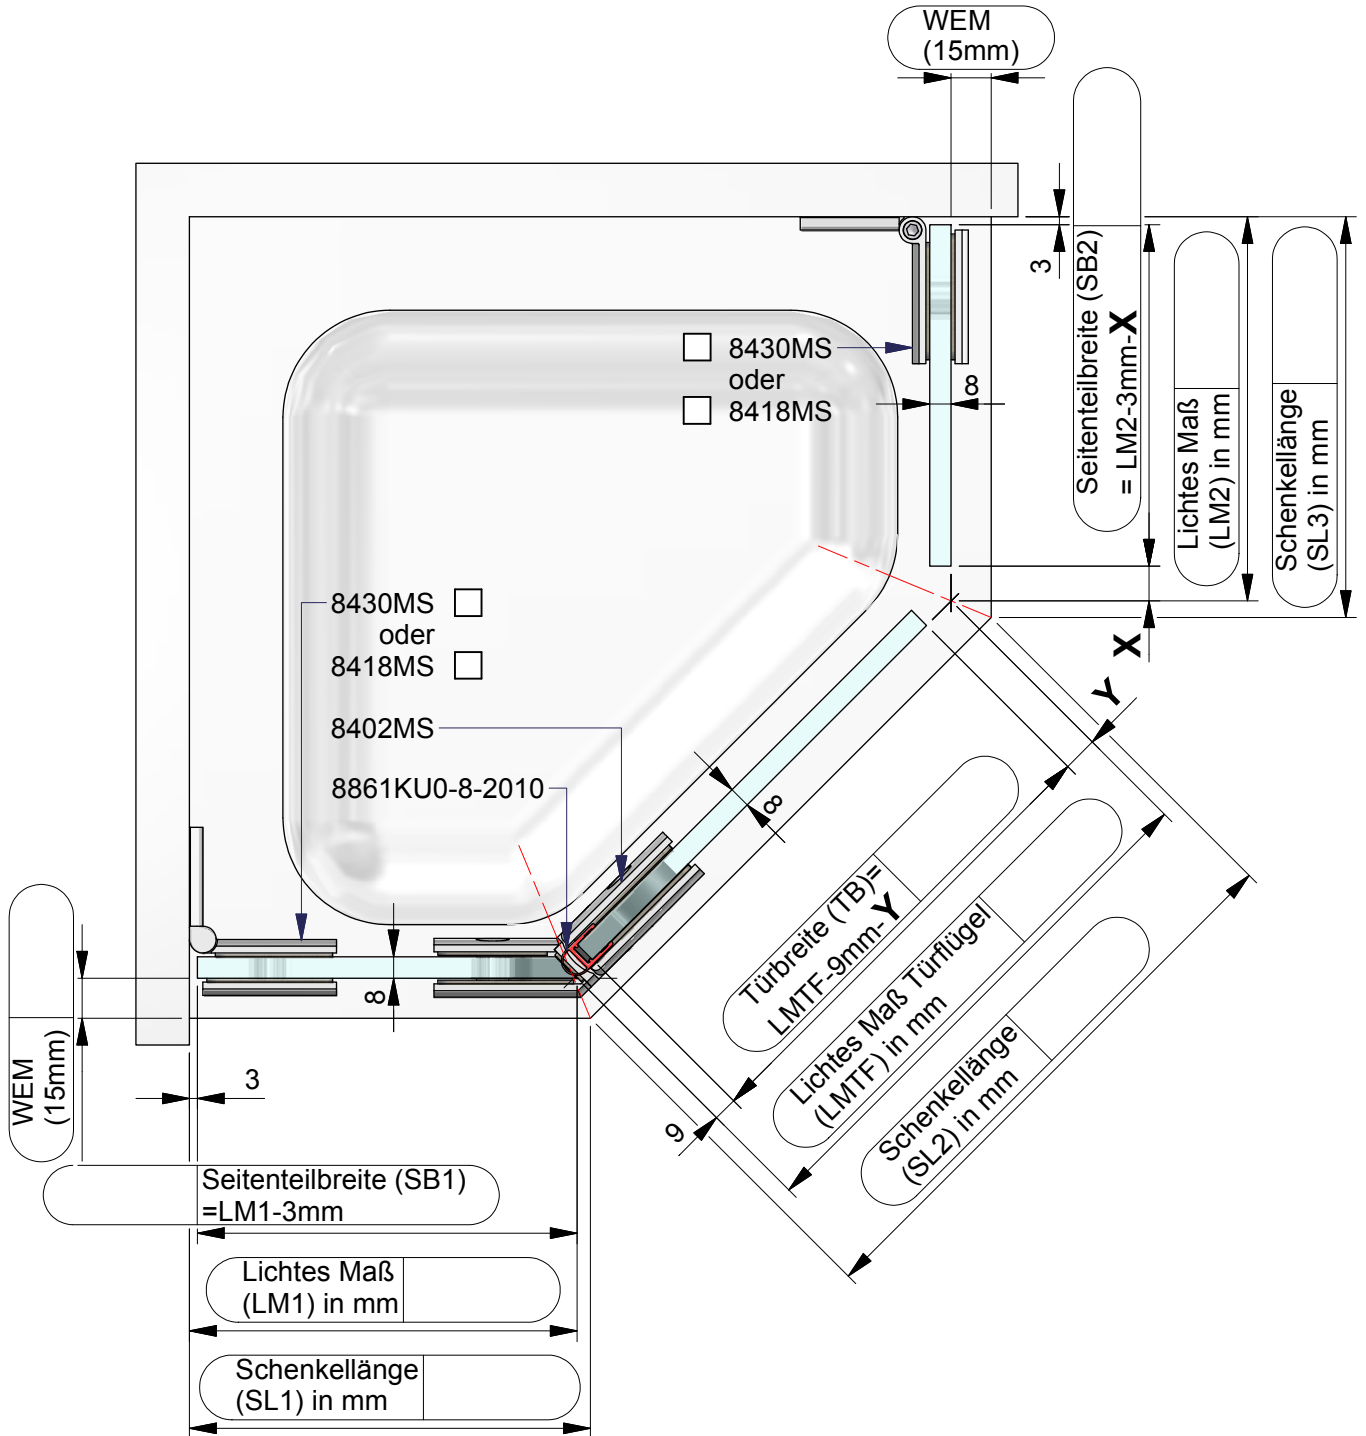 WEM
(15mm)
3
Seitenteilbreite (SB2)
= LM2-3mm-X
Lichtes Maß
(LM2) in mm
Schenkellänge
(SL3) in mm
8430MS
oder
8418MS
8
8430MS
oder
8418MS
8402MS
8861KU0-8-2010
X
Y
8
Türbreite (TB)=
LMTF-9mm-Y
Lichtes Maß Türflügel
(LMTF) in mm
Schenkellänge
(SL2) in mm
9
8
WEM
(15mm)
3
Seitenteilbreite (SB1)
=LM1-3mm
Lichtes Maß
(LM1) in mm
Schenkellänge
(SL1) in mm